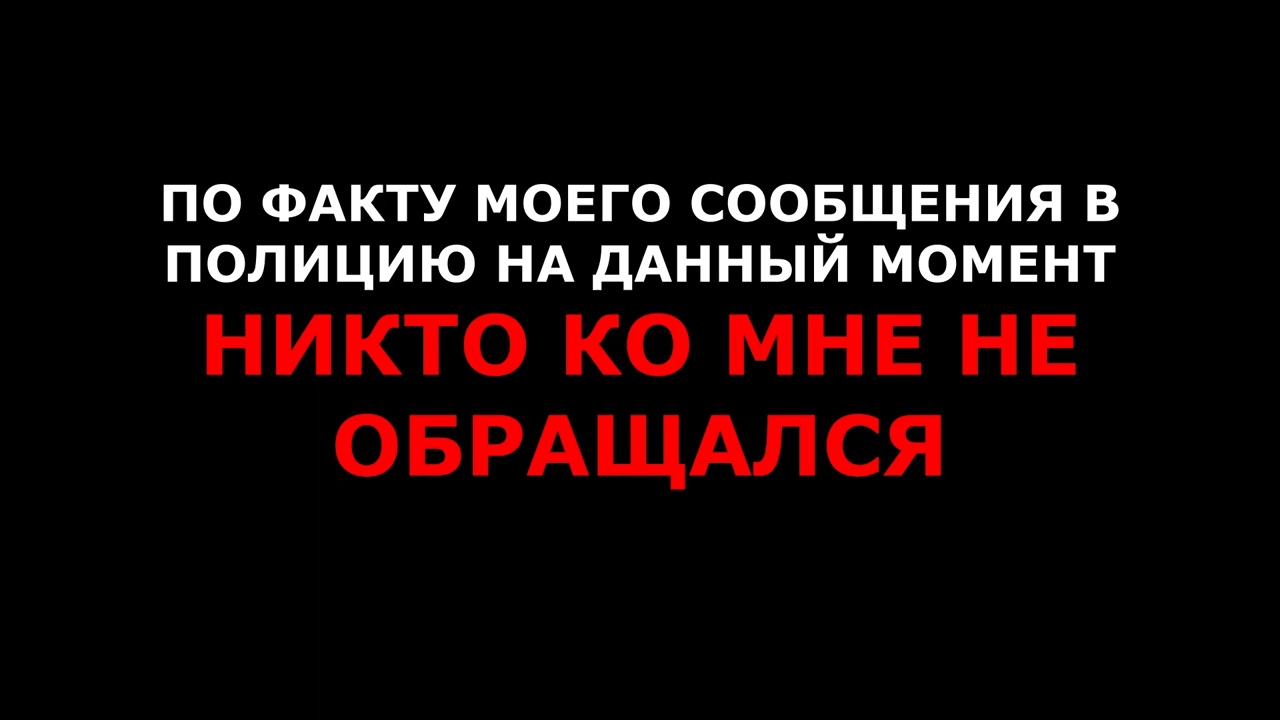 ПО ФАКТУ МОЕГО СООБЩЕНИЯ В
ПОЛИЦИЮ НА ДАННЫЙ МОМЕНТ
НИКТО КО МНЕ НЕ
ОБРАЩАЛСЯ